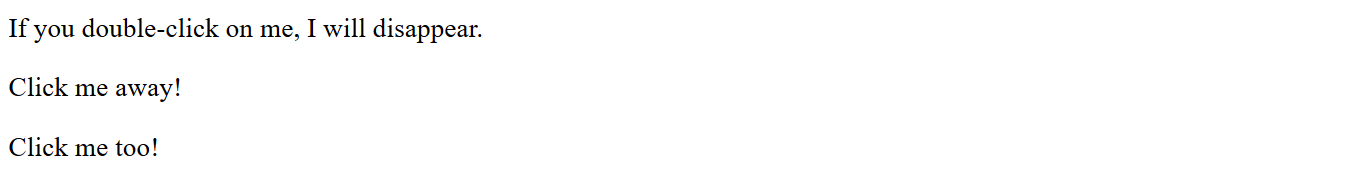 If you double-click on me, I will disappear.
Click me away!
Click me too!